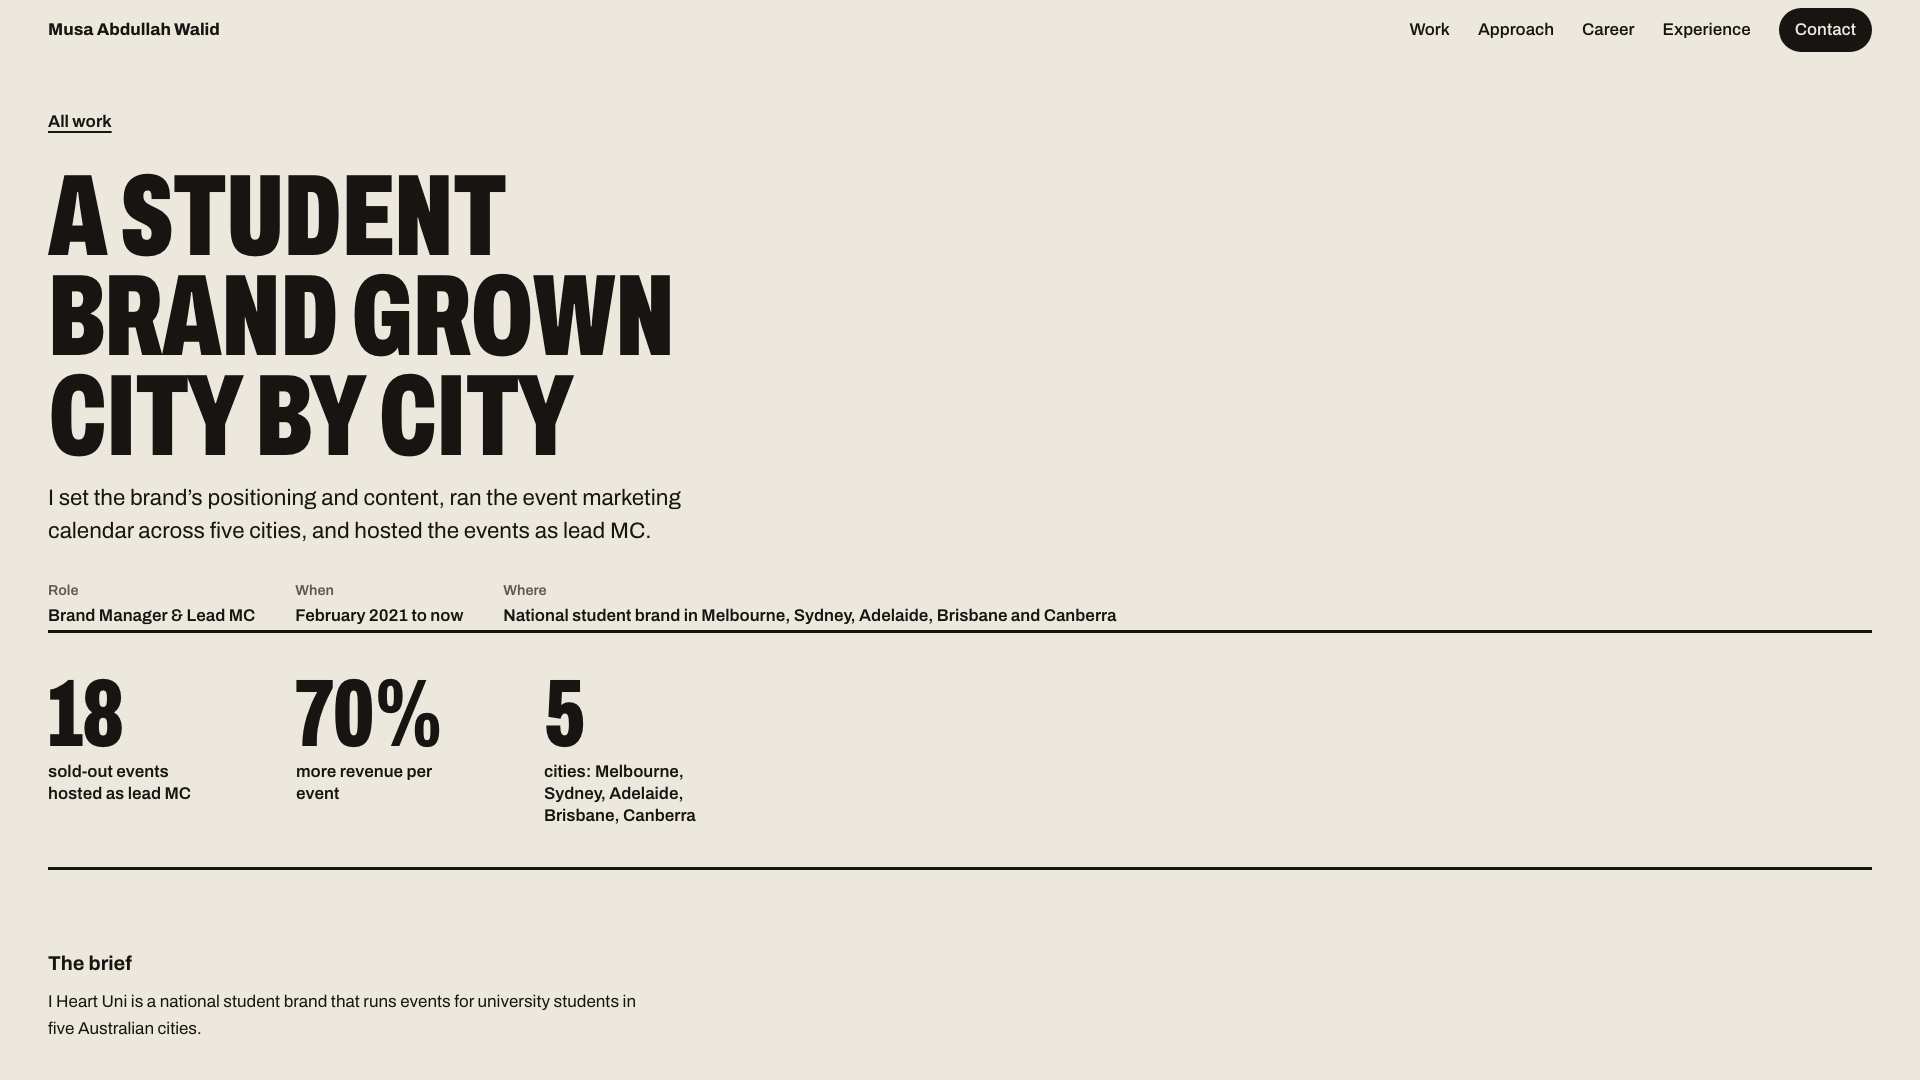 Musa Abdullah Walid
Work
Approach
Career
Experience
Contact
All work
A STUDENT
BRAND GROWN
CITY BY CITY
I set the brand’s positioning and content, ran the event marketing
calendar across five cities, and hosted the events as lead MC.
Role
Brand Manager & Lead MC
When
February 2021 to now
Where
National student brand in Melbourne, Sydney, Adelaide, Brisbane and Canberra
18
sold-out events
hosted as lead MC
70%
more revenue per
event
5
cities: Melbourne,
Sydney, Adelaide,
Brisbane, Canberra
The brief
I Heart Uni is a national student brand that runs events for university students in
five Australian cities.